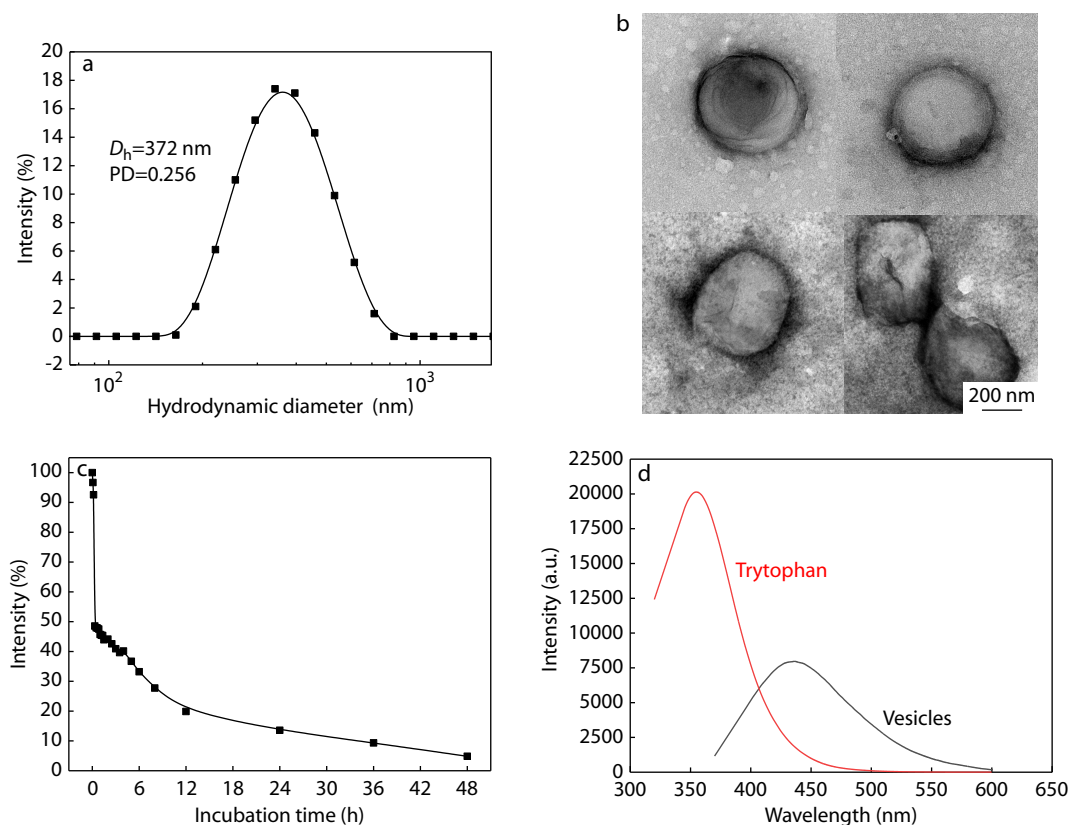 a
20
18
16
14
12
10
8
6
4
2
0
-2
Intensity (%)
D_h=372 nm
PD=0.256
10²
10³
Hydrodynamic diameter (nm)
b
200 nm
c
100
90
80
70
60
50
40
30
20
10
0
Intensity (%)
0 6 12 18 24 30 36 42 48
Incubation time (h)
d
22500
20000
17500
15000
12500
10000
7500
5000
2500
0
Intensity (a.u.)
Trytophan
Vesicles
300 350 400 450 500 550 600 650
Wavelength (nm)